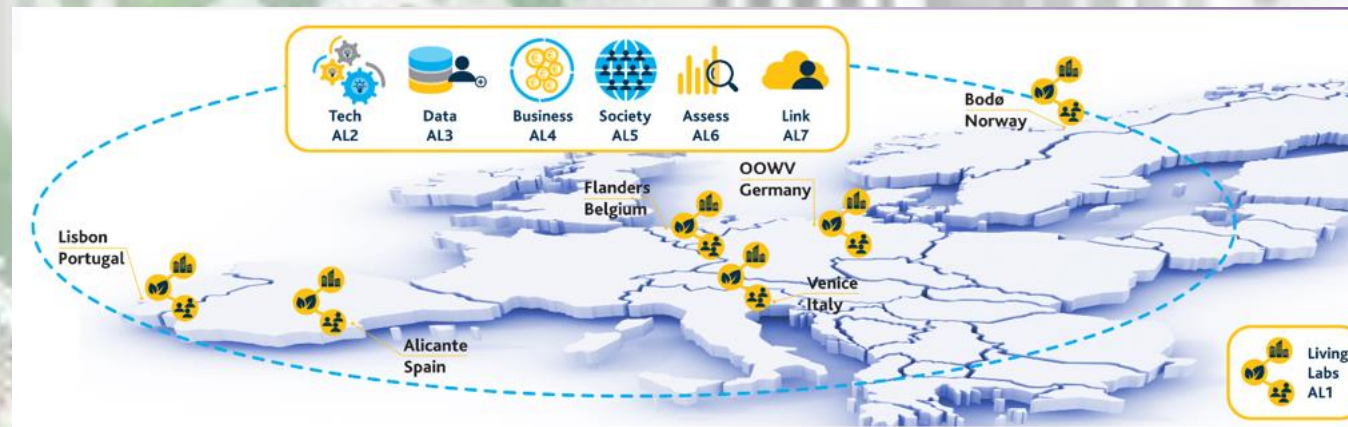 Tech
AL2
Data
AL3
Business
AL4
Society
AL5
Assess
AL6
Link
AL7
Bodø
Norway
OOWV
Germany
Flanders
Belgium
Lisbon
Portugal
Venice
Italy
Alicante
Spain
Living
Labs
AL1